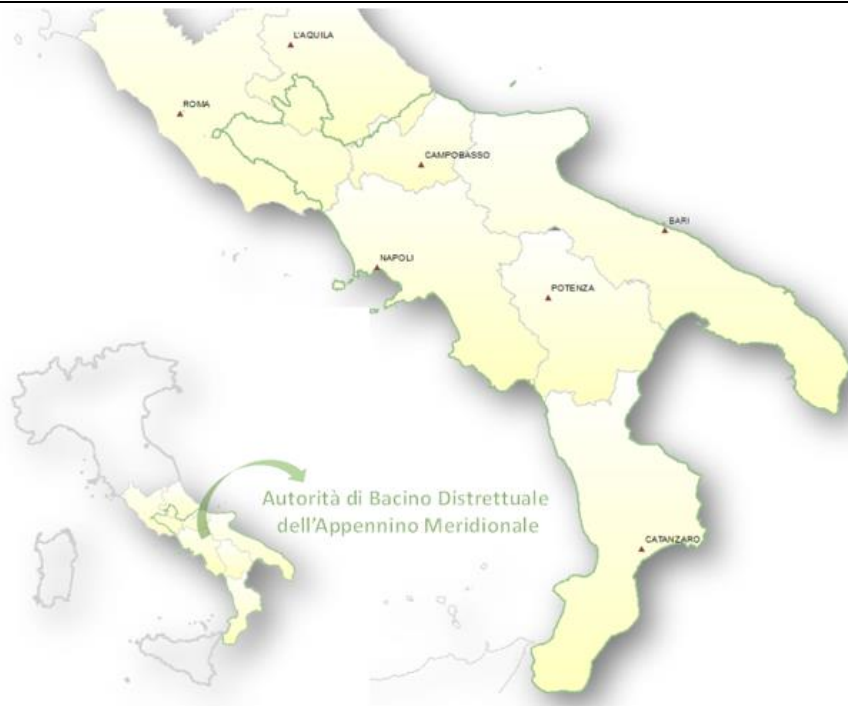 L'AQUILA
ROMA
CAMPOBASSO
BARI
NAPOLI
POTENZA
Autorità di Bacino Distrettuale
dell'Appennino Meridionale
CATANZARO